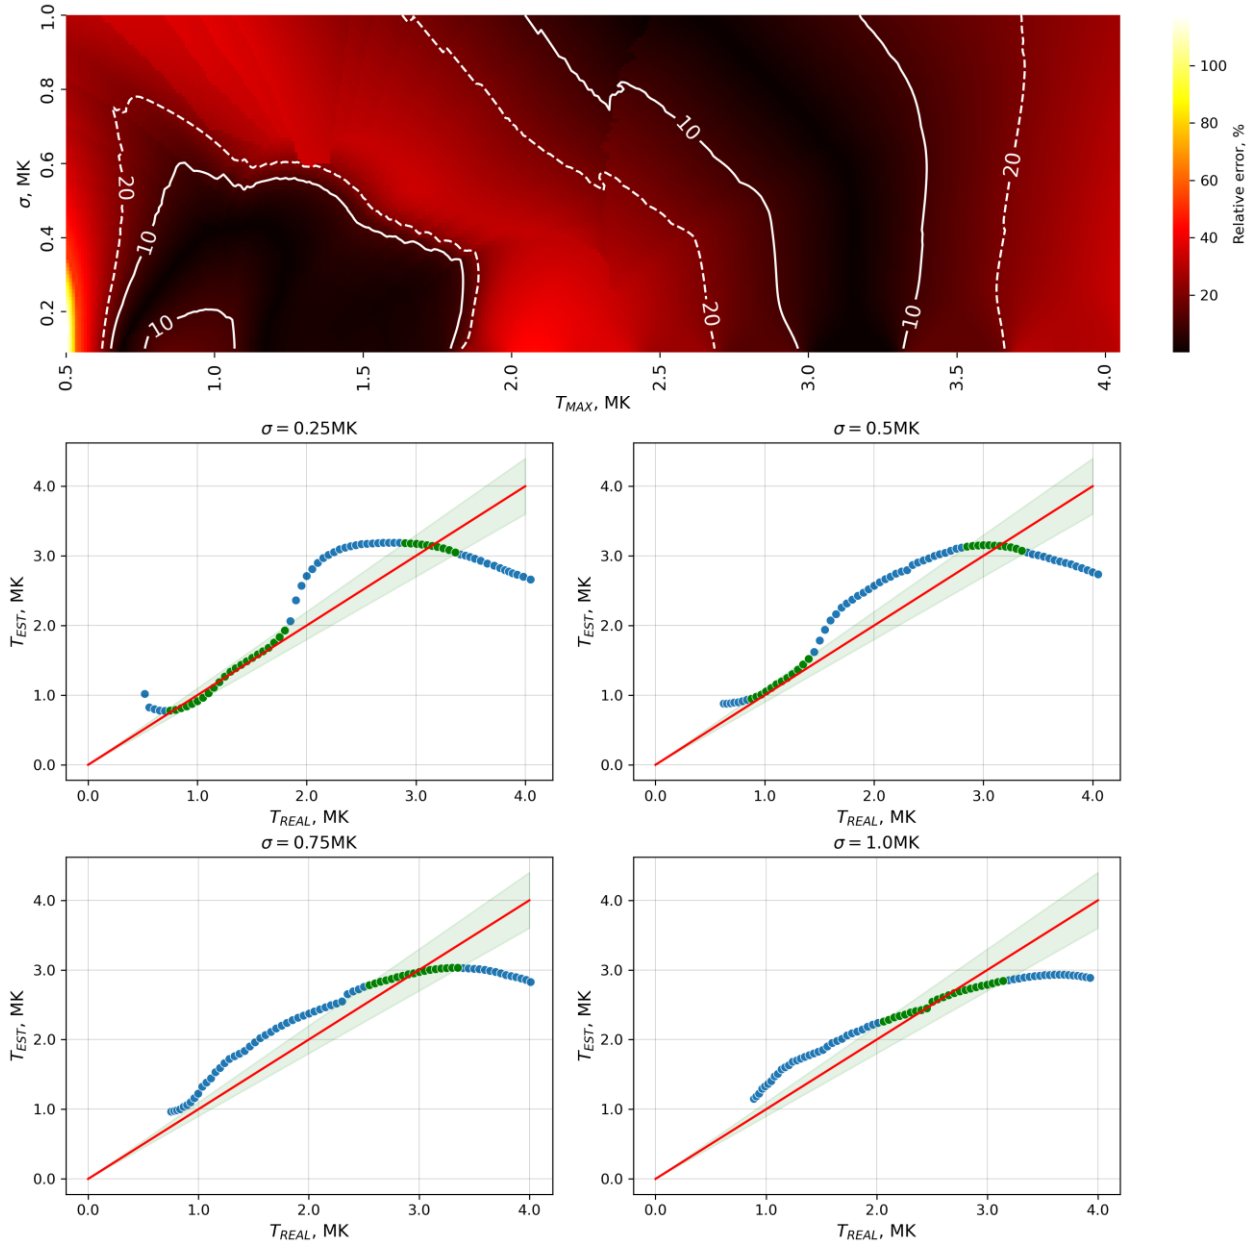 1.0
0.8
0.6
0.4
0.2
σ, MK
20
10
10
10
20
10
20
0.5
1.0
1.5
2.0
2.5
3.0
3.5
4.0
T_MAX, MK
100
80
60
40
20
Relative error, %
σ = 0.25MK
4.0
3.0
2.0
1.0
0.0
T_EST, MK
0.0 1.0 2.0 3.0 4.0
T_REAL, MK
σ = 0.5MK
4.0
3.0
2.0
1.0
0.0
T_EST, MK
0.0 1.0 2.0 3.0 4.0
T_REAL, MK
σ = 0.75MK
4.0
3.0
2.0
1.0
0.0
T_EST, MK
0.0 1.0 2.0 3.0 4.0
T_REAL, MK
σ = 1.0MK
4.0
3.0
2.0
1.0
0.0
T_EST, MK
0.0 1.0 2.0 3.0 4.0
T_REAL, MK